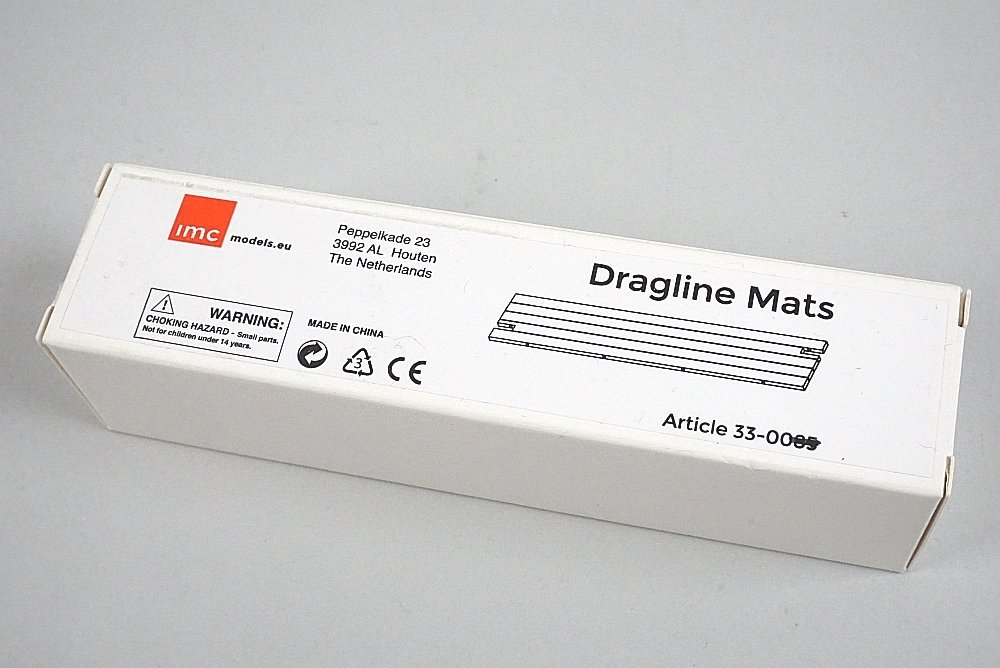 imc models.eu
Peppelkade 23
3992 AL Houten
The Netherlands
WARNING:
CHOKING HAZARD - Small parts.
Not for children under 14 years.
MADE IN CHINA
3
CE
Dragline Mats
Article 33-00